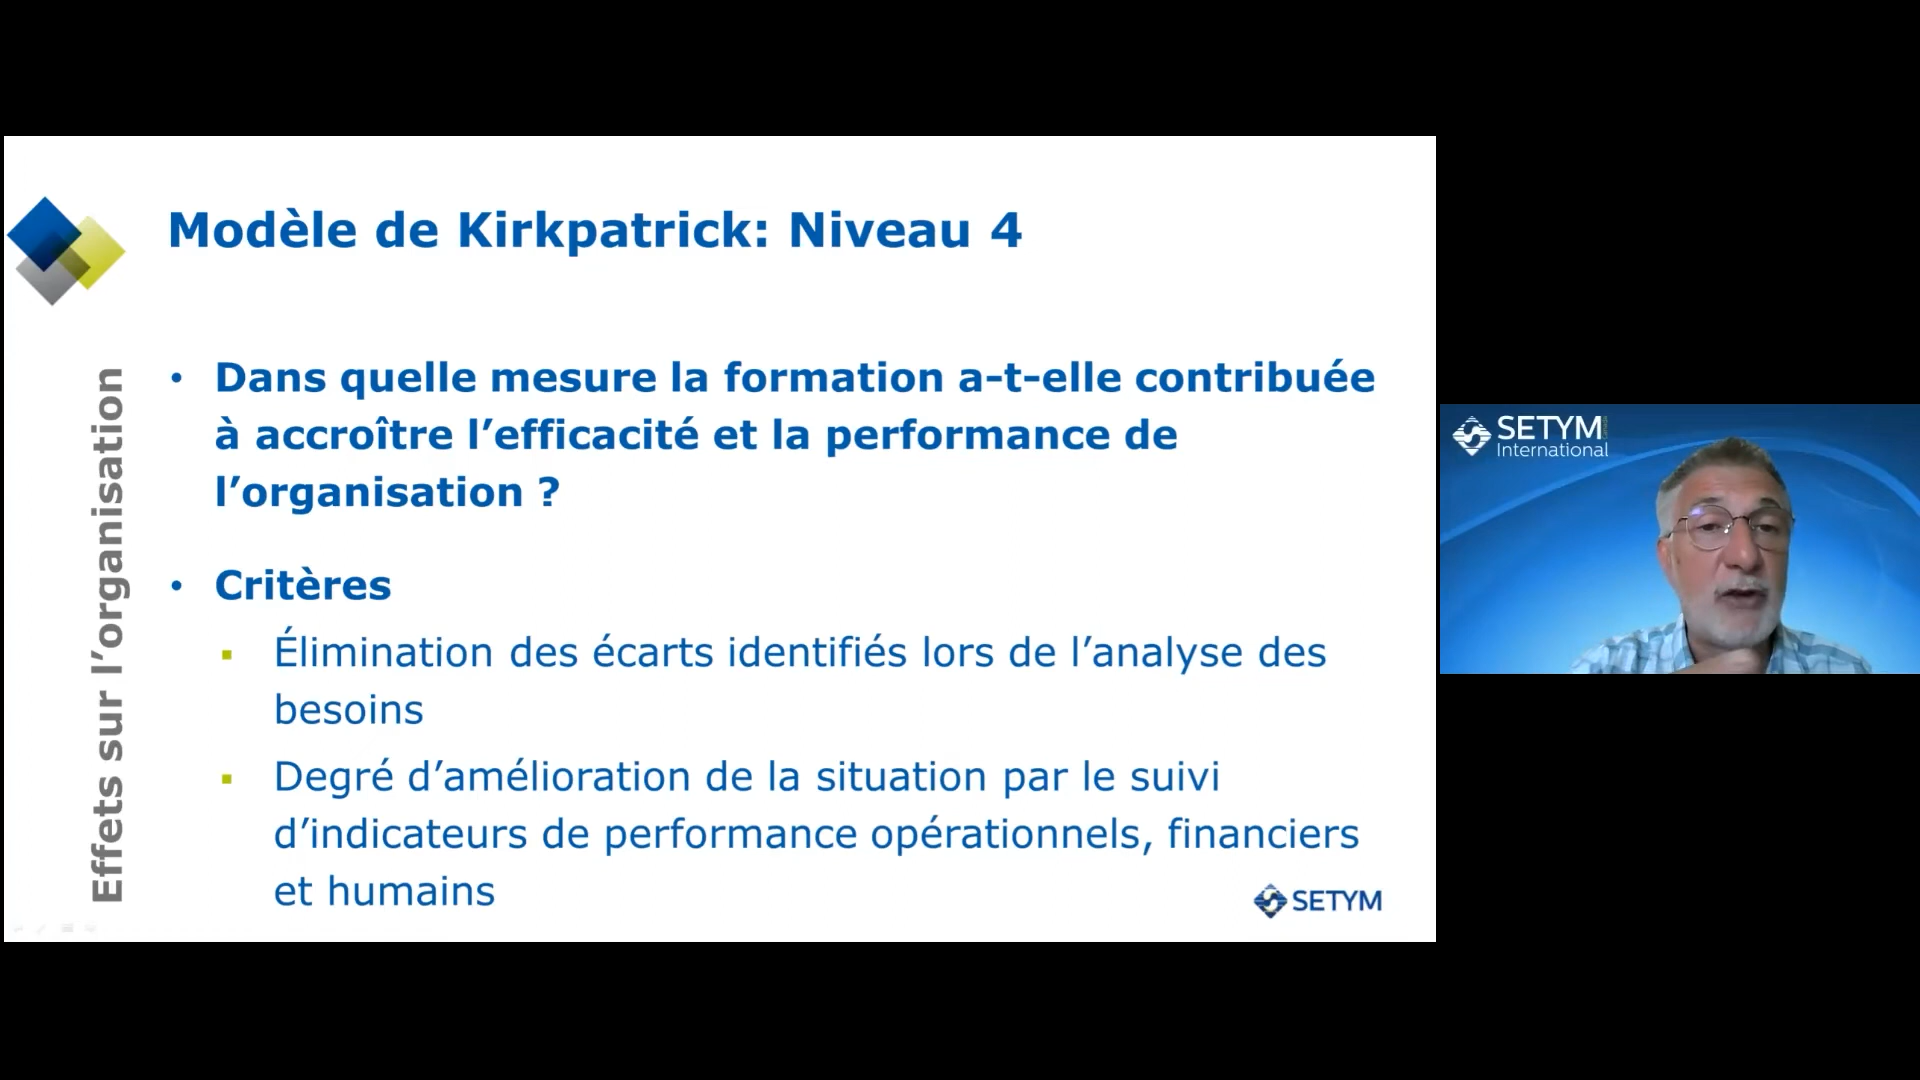 Modèle de Kirkpatrick: Niveau 4
Effets sur l’organisation
• Dans quelle mesure la formation a-t-elle contribuée
à accroître l’efficacité et la performance de
l’organisation ?
• Critères
▪ Élimination des écarts identifiés lors de l’analyse des
besoins
▪ Degré d’amélioration de la situation par le suivi
d’indicateurs de performance opérationnels, financiers
et humains
SETYM
SETYM
International